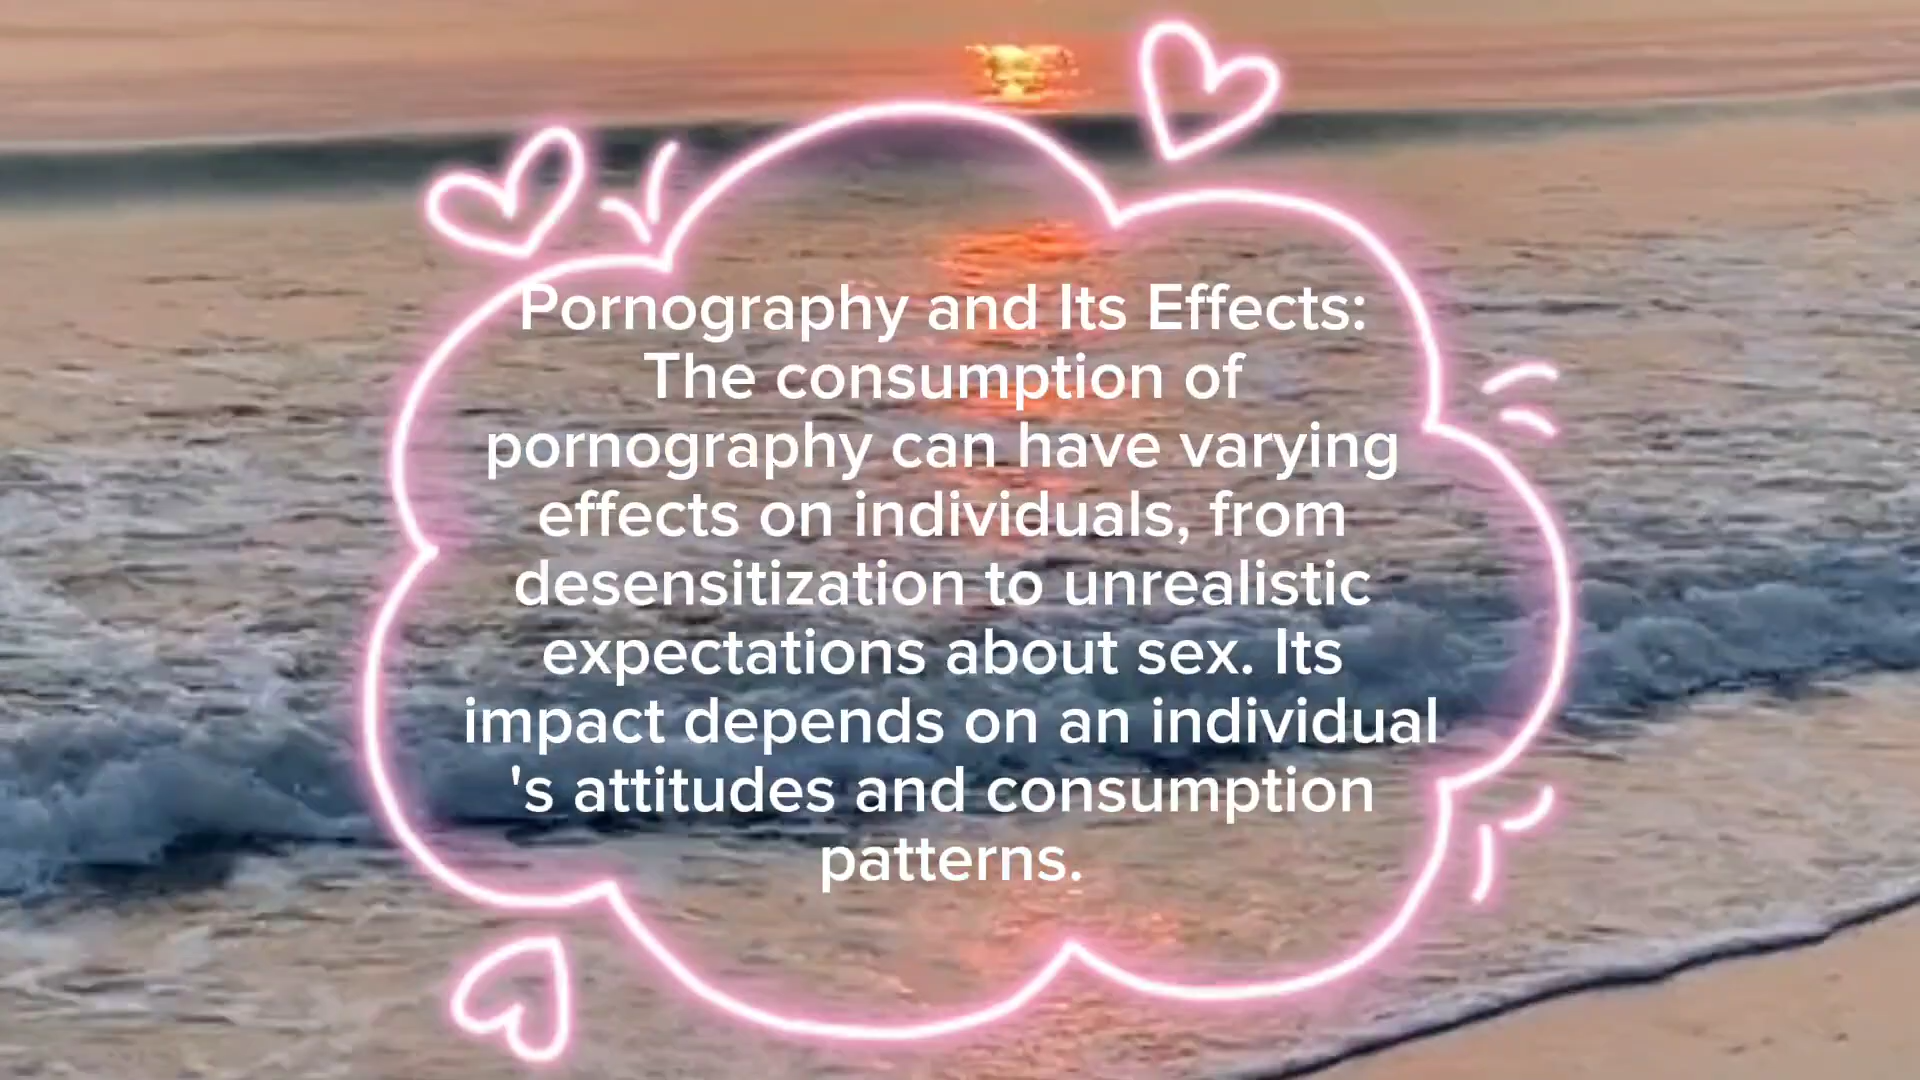 Pornography and Its Effects:
The consumption of
pornography can have varying
effects on individuals, from
desensitization to unrealistic
expectations about sex. Its
impact depends on an individual
's attitudes and consumption
patterns.